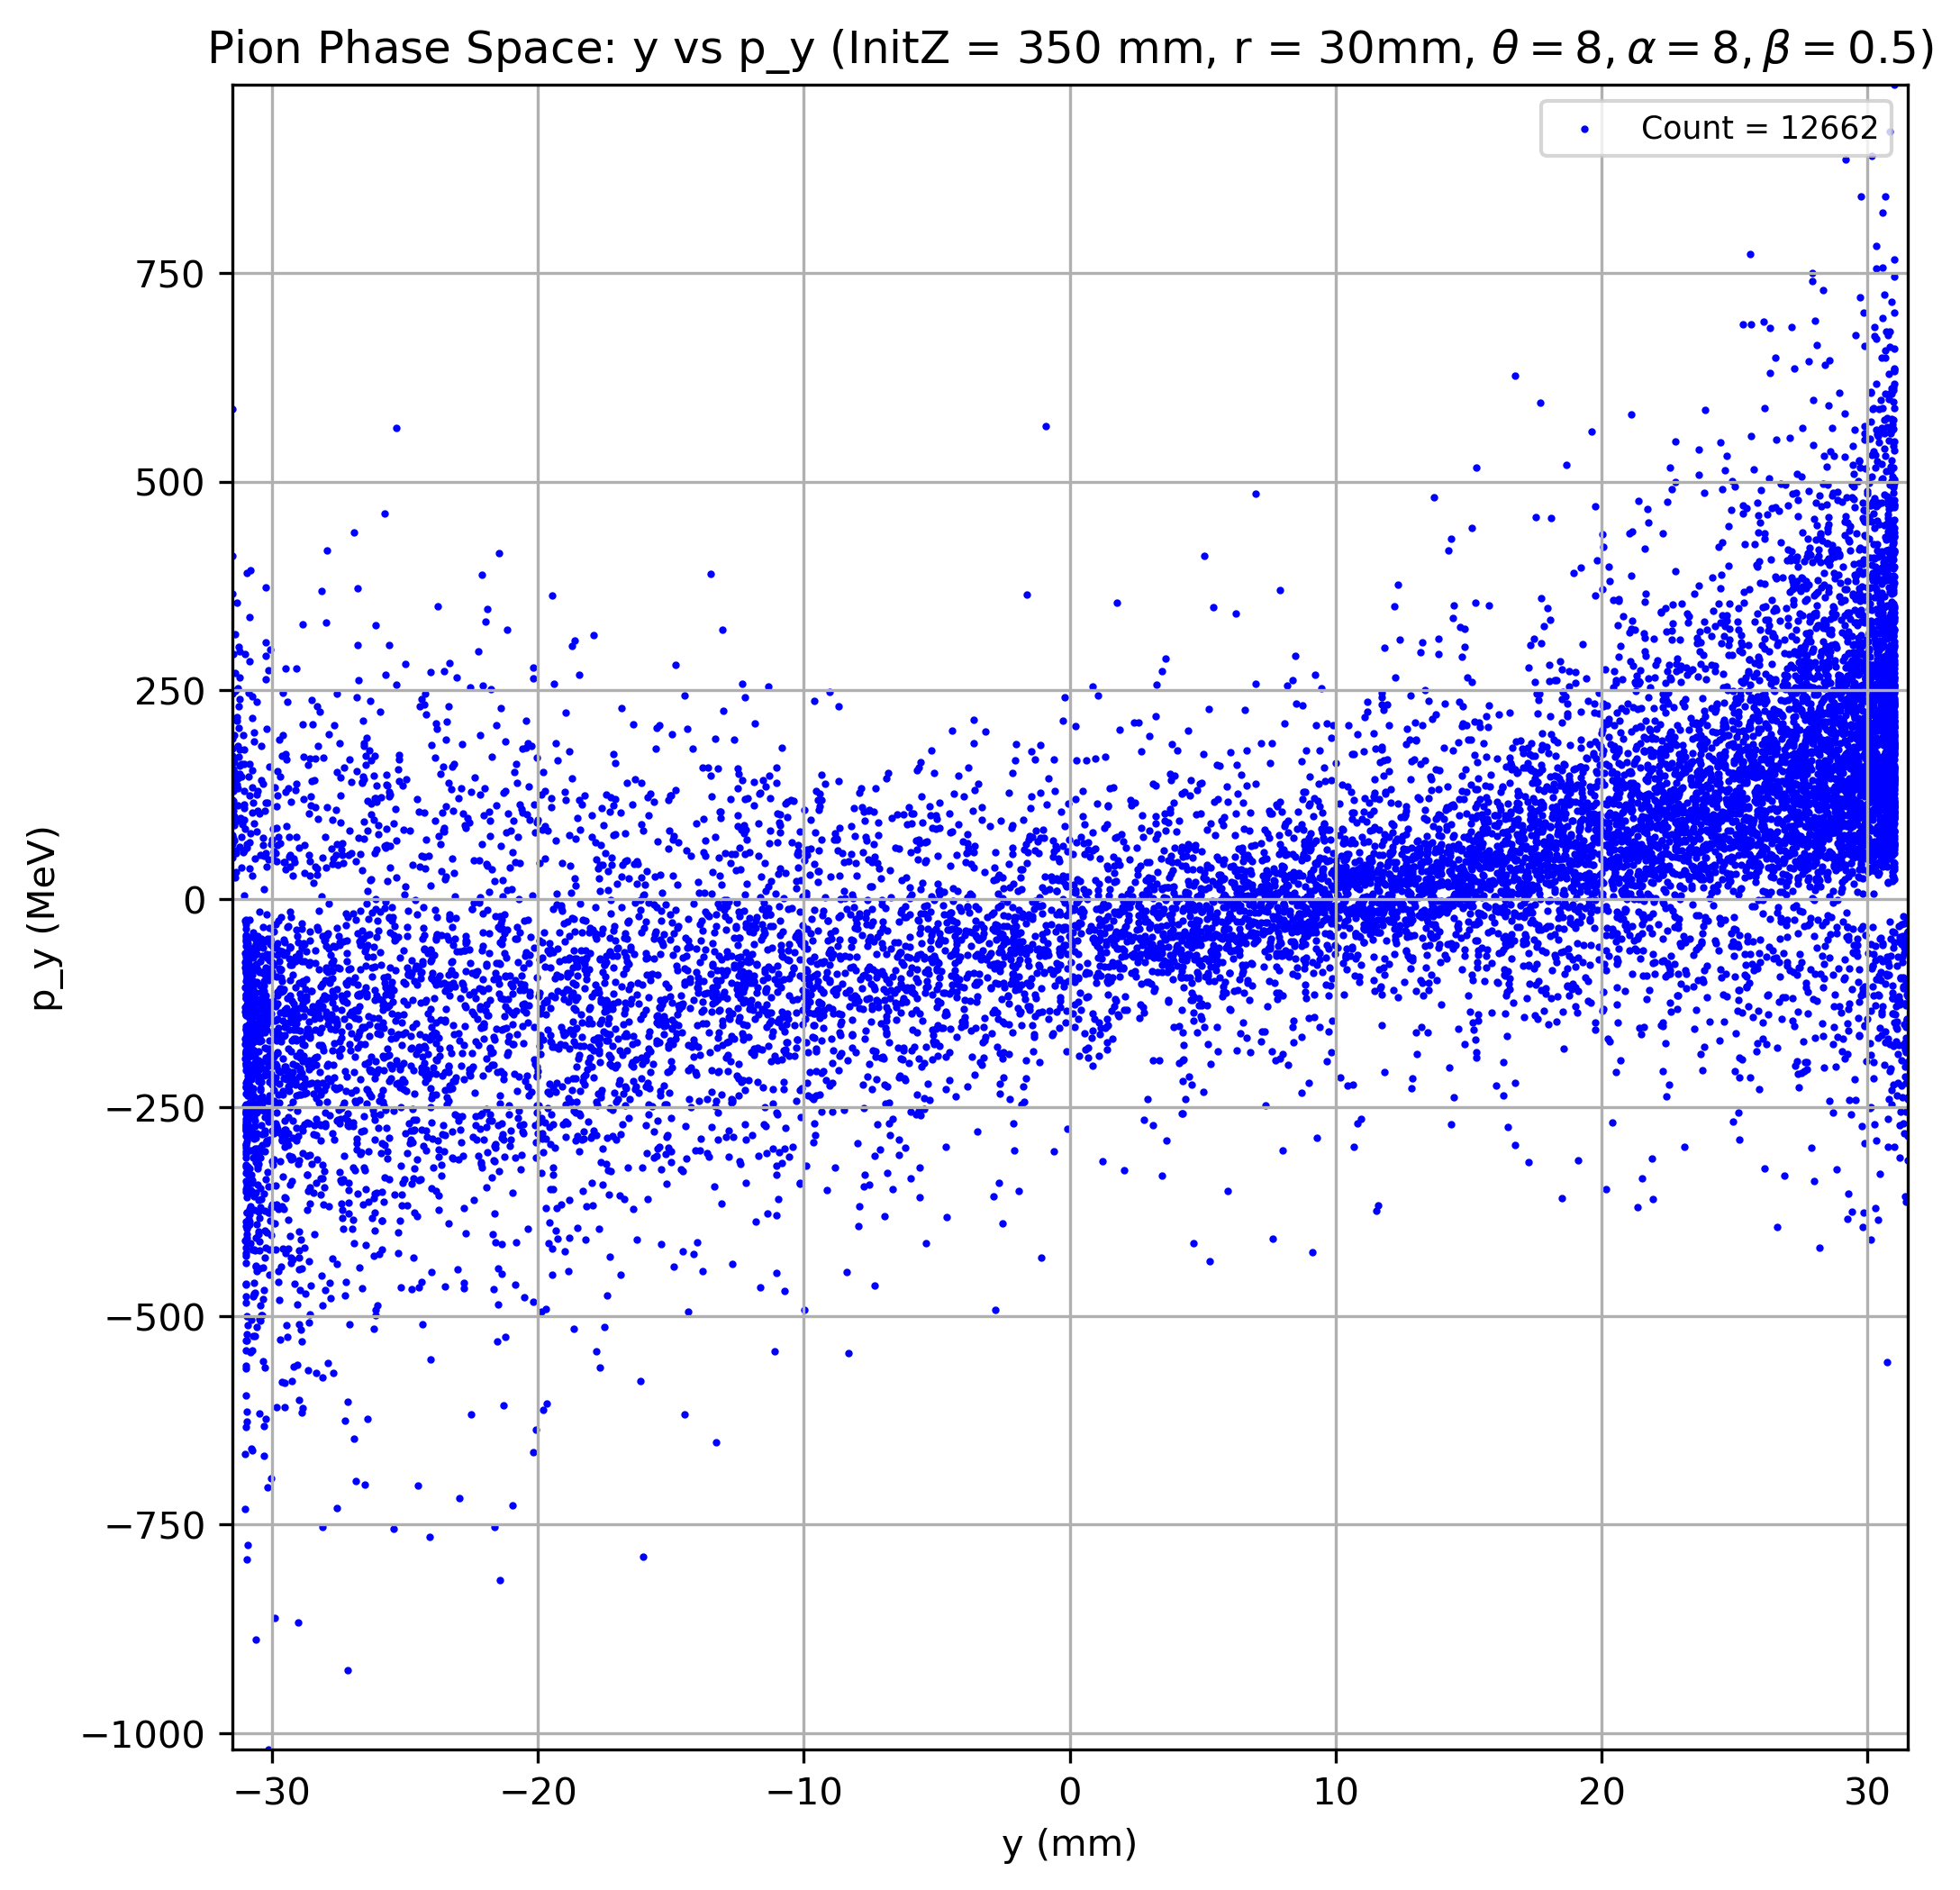 Pion Phase Space: y vs p_y (InitZ = 350 mm, r = 30mm, θ = 8, α = 8, β = 0.5)
Count = 12662
750
500
250
0
−250
−500
−750
−1000
p_y (MeV)
−30 −20 −10 0 10 20 30
y (mm)